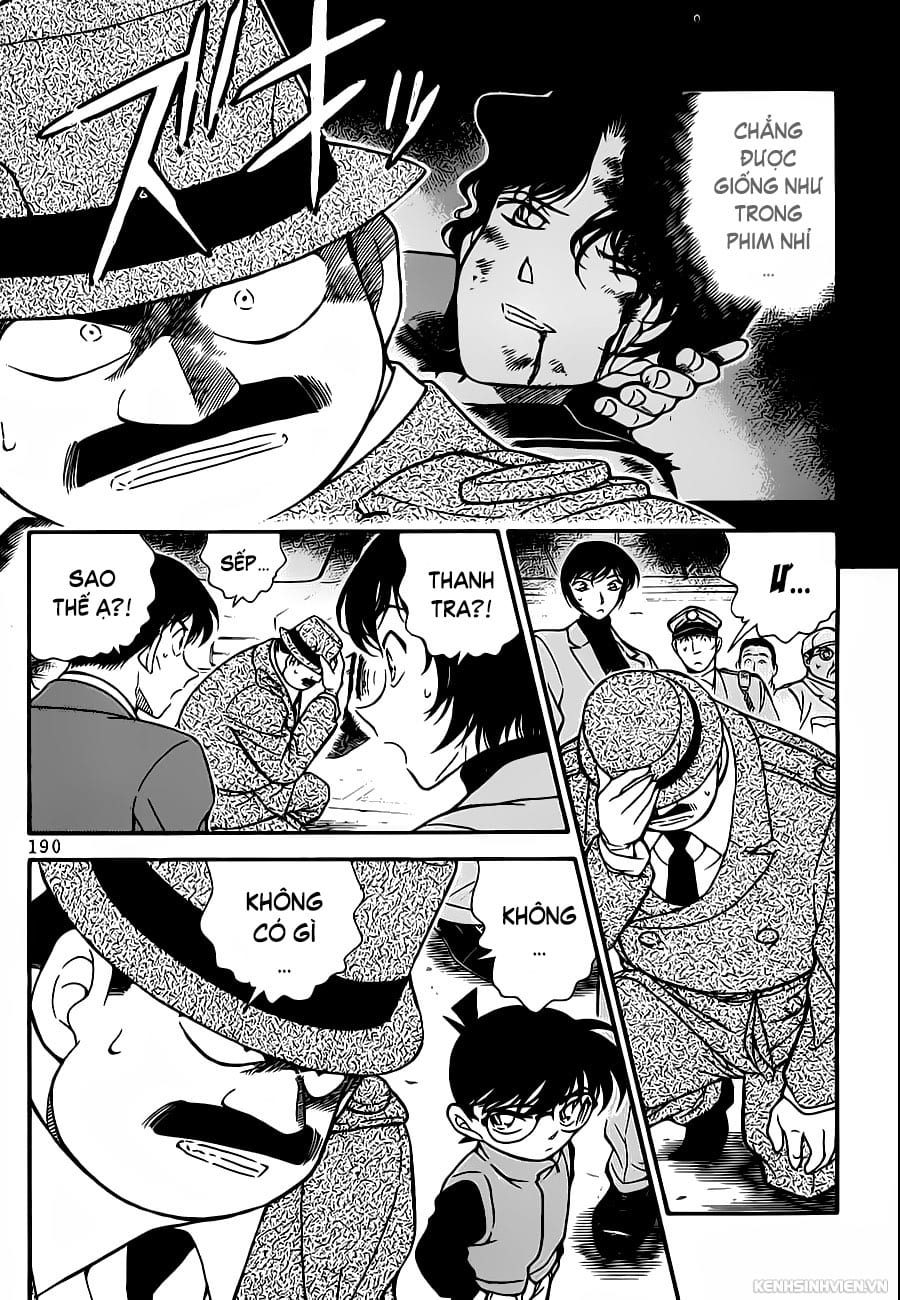 ズキッ
CHẲNG
ĐƯỢC
GIỐNG NHƯ
TRONG
PHIM NHỈ
...
Ư...
THANH
TRA?!
SẾP...
SAO
THẾ Ạ?!
190
KHÔNG
KHÔNG
CÓ GÌ
...
KENHSINHVIEN.VN